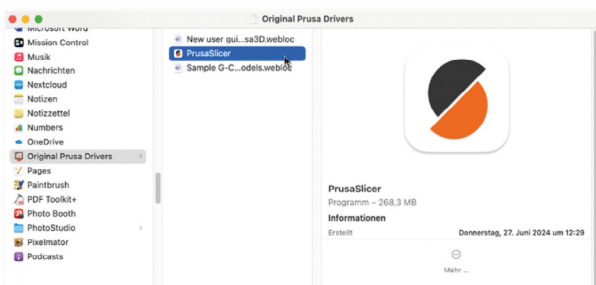 Original Prusa Drivers
Microsoft Word
Mission Control
Musik
Nachrichten
Nextcloud
Notizen
Notizzettel
Numbers
OneDrive
Original Prusa Drivers
Pages
Paintbrush
PDF Toolkit+
Photo Booth
PhotoStudio
Pixelmator
Podcasts
New user gui...sa3D.webloc
PrusaSlicer
Sample G-C...odels.webloc
PrusaSlicer
Programm – 268,3 MB
Informationen
Erstellt Donnerstag, 27. Juni 2024 um 12:29
Mehr ...